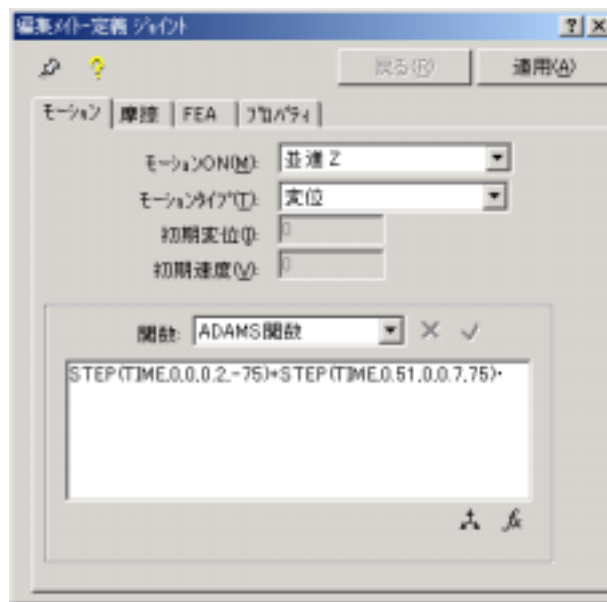 編集メイト-定義 ジョイント
戻る(R)
適用(A)
モーション 摩擦 FEA プロパティ
モーションON(M): 並進 Z
モーションタイプ(T): 変位
初期変位(I): 0
初期速度(V): 0
関数: ADAMS関数
STEP(TIME,0,0,0.2,-75)+STEP(TIME,0.51,0,0.7,75)+